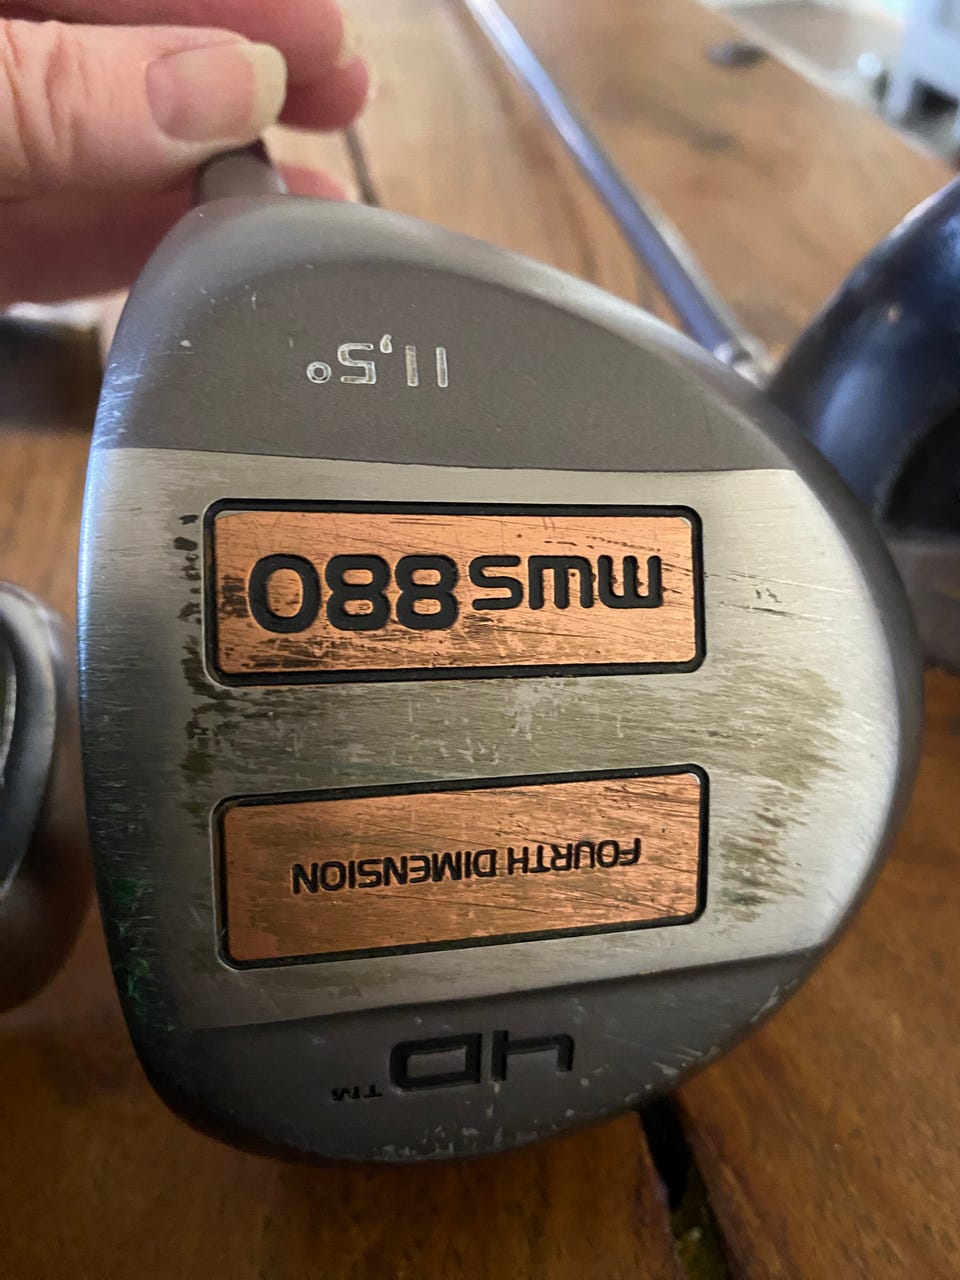 4D™
FOURTH DIMENSION
mws880
11,5°